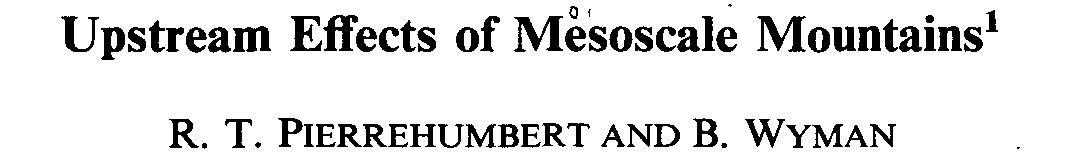 Upstream Effects of Mesoscale Mountains¹
R. T. PIERREHUMBERT AND B. WYMAN